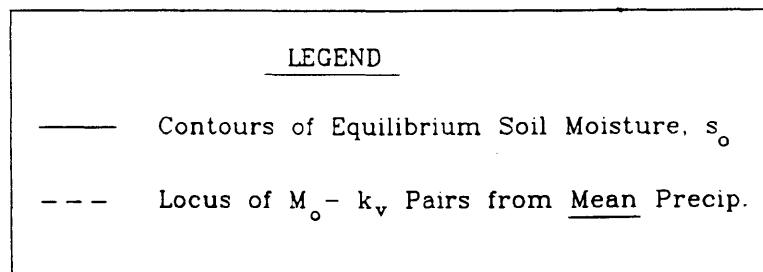 LEGEND
Contours of Equilibrium Soil Moisture, s_o
Locus of M_o - k_v Pairs from Mean Precip.